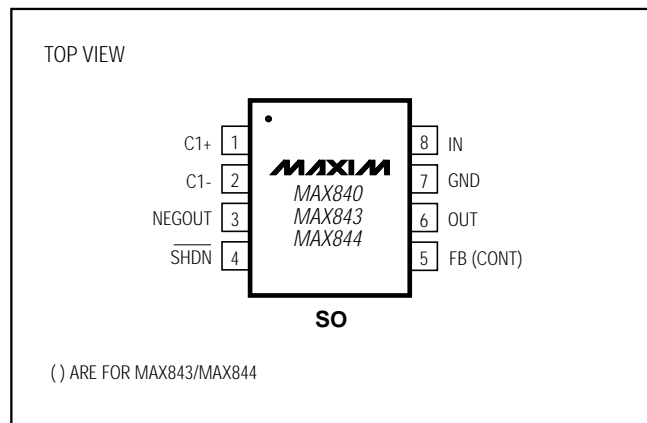 TOP VIEW
C1+ 1
C1- 2
NEGOUT 3
SHDN 4
MAXIM
MAX840
MAX843
MAX844
8 IN
7 GND
6 OUT
5 FB (CONT)
SO
( ) ARE FOR MAX843/MAX844